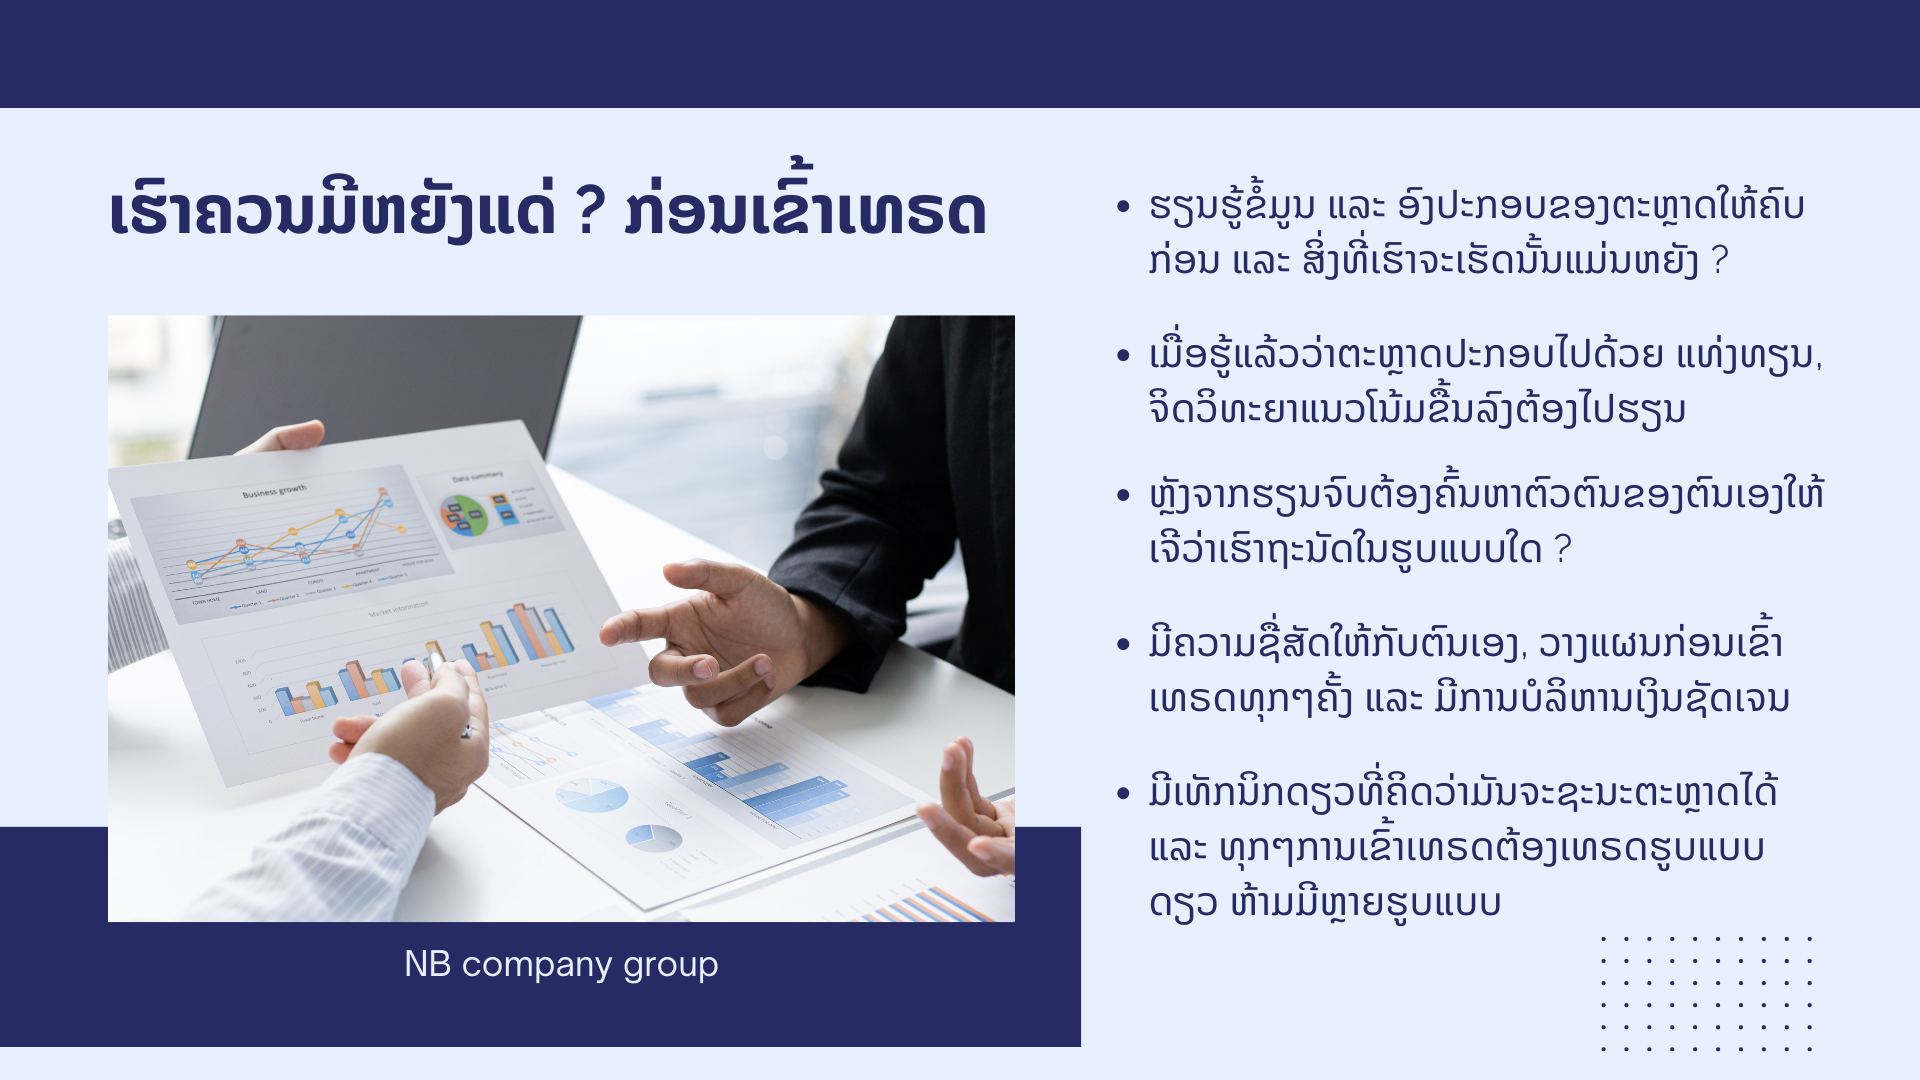 ເຮົາຄວນມີຫຍັງແດ່ ? ກ່ອນເຂົ້າເທຣດ
Business growth
Data summary
Market information
NB company group
ຮຽນຮູ້ຂໍ້ມູນ ແລະ ອົງປະກອບຂອງຕະຫຼາດໃຫ້ຄົບ
ກ່ອນ ແລະ ສິ່ງທີ່ເຮົາຈະເຮັດນັ້ນແມ່ນຫຍັງ ?
ເມື່ອຮູ້ແລ້ວວ່າຕະຫຼາດປະກອບໄປດ້ວຍ ແທ່ງທຽນ,
ຈິດວິທະຍາແນວໂນ້ມຂຶ້ນລົງຕ້ອງໄປຮຽນ
ຫຼັງຈາກຮຽນຈົບຕ້ອງຄົ້ນຫາຕົວຕົນຂອງຕົນເອງໃຫ້
ເຈີວ່າເຮົາຖະນັດໃນຮູບແບບໃດ ?
ມີຄວາມຊື່ສັດໃຫ້ກັບຕົນເອງ, ວາງແຜນກ່ອນເຂົ້າ
ເທຣດທຸກໆຄັ້ງ ແລະ ມີການບໍລິຫານເງິນຊັດເຈນ
ມີເທັກນິກດຽວທີ່ຄິດວ່າມັນຈະຊະນະຕະຫຼາດໄດ້
ແລະ ທຸກໆການເຂົ້າເທຣດຕ້ອງເທຣດຮູບແບບ
ດຽວ ຫ້າມມີຫຼາຍຮູບແບບ